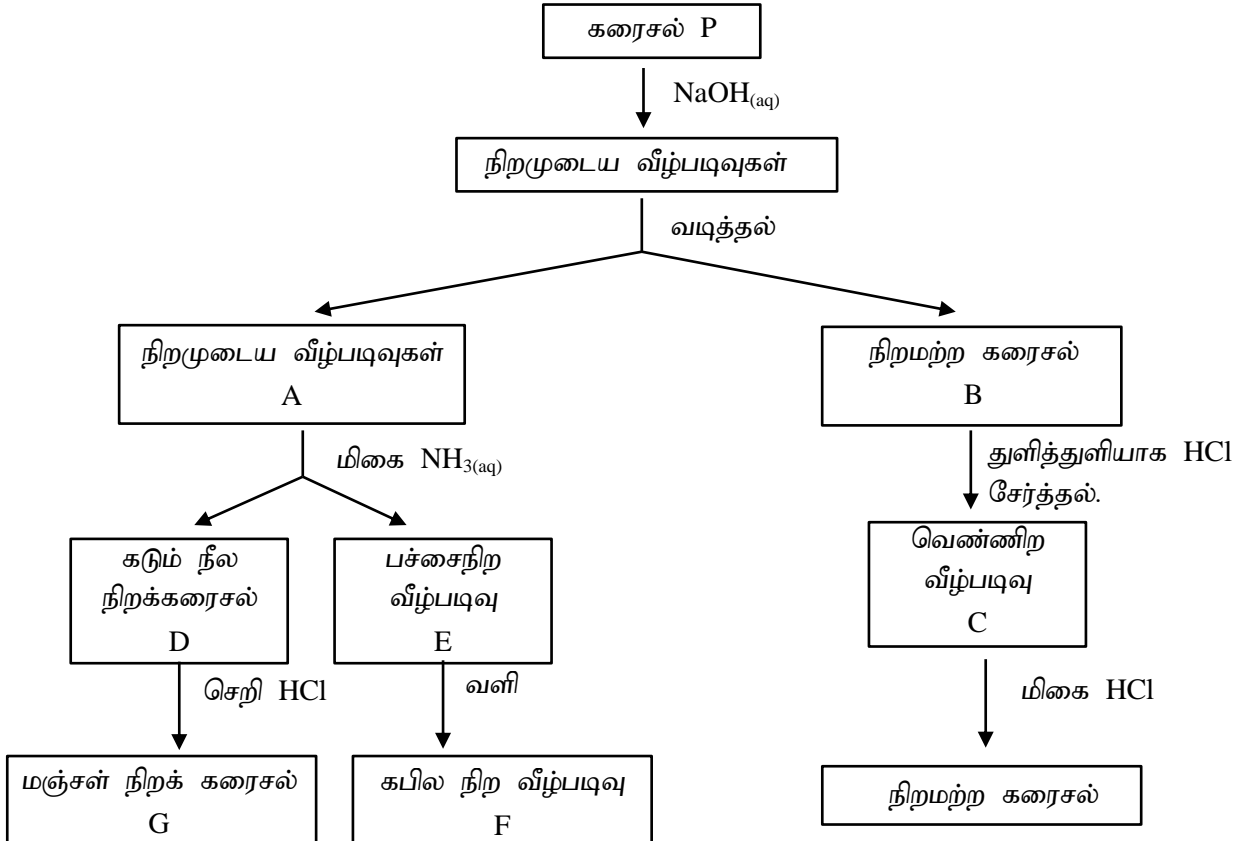 கரைசல் P
NaOH(aq)
நிறமுடைய வீழ்படிவுகள்
வடித்தல்
நிறமுடைய வீழ்படிவுகள்
A
நிறமற்ற கரைசல்
B
மிகை NH3(aq)
துளித்துளியாக HCl
சேர்த்தல்.
கடும் நீல
நிறக்கரைசல்
D
பச்சைநிற
வீழ்படிவு
E
வெண்ணிற
வீழ்படிவு
C
செறி HCl
வளி
மிகை HCl
மஞ்சள் நிறக் கரைசல்
G
கபில நிற வீழ்படிவு
F
நிறமற்ற கரைசல்